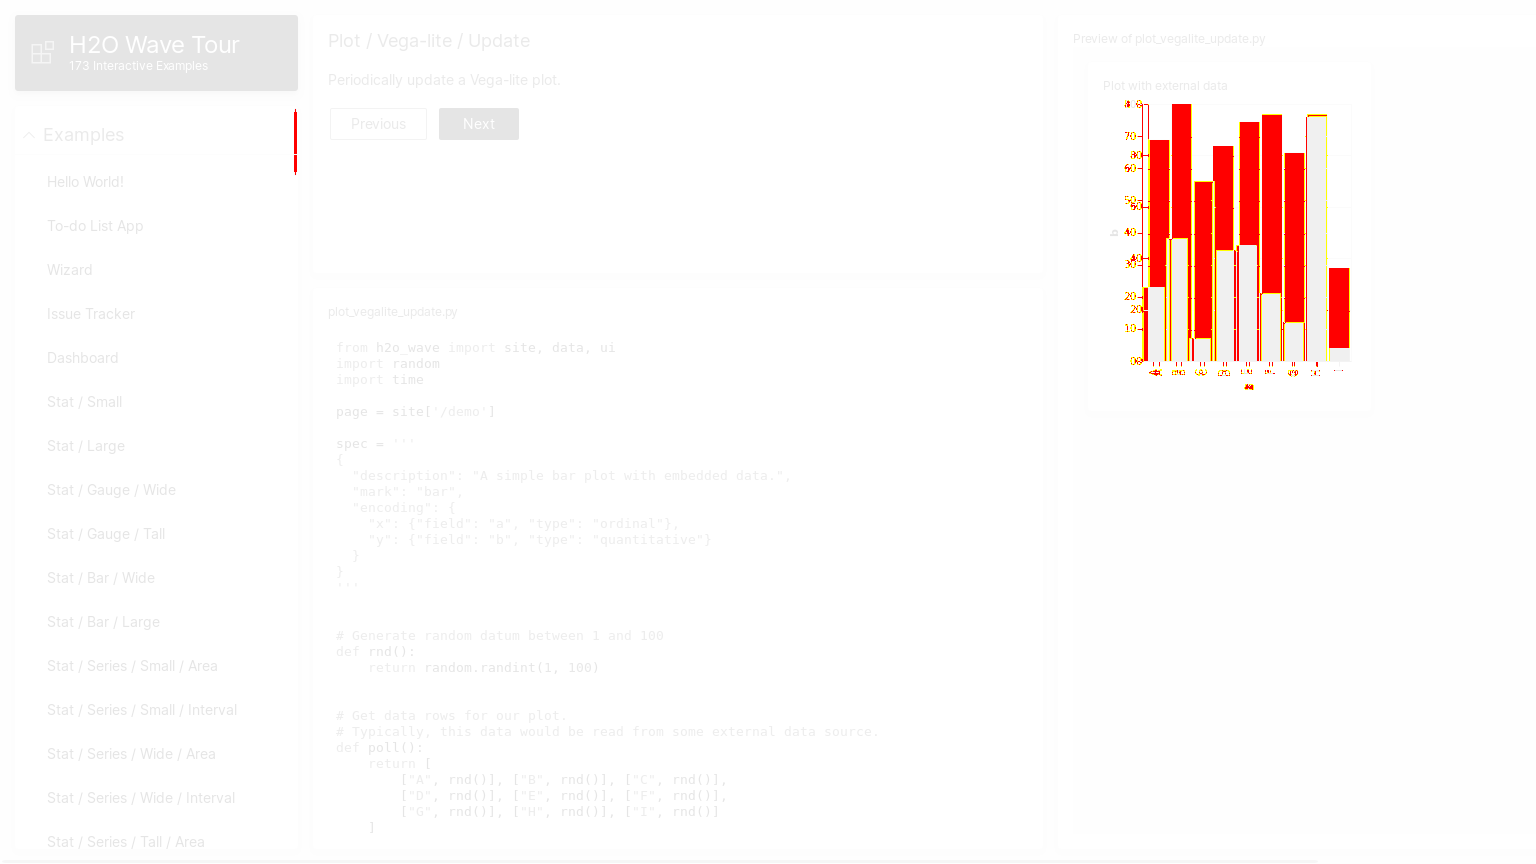 H2O Wave Tour
173 Interactive Examples
Examples
Hello World!
To-do List App
Wizard
Issue Tracker
Dashboard
Stat / Small
Stat / Large
Stat / Gauge / Wide
Stat / Gauge / Tall
Stat / Bar / Wide
Stat / Bar / Large
Stat / Series / Small / Area
Stat / Series / Small / Interval
Stat / Series / Wide / Area
Stat / Series / Wide / Interval
Stat / Series / Tall / Area
Plot / Vega-lite / Update
Periodically update a Vega-lite plot.
Previous
Next
plot_vegalite_update.py
from h2o_wave import site, data, ui
import random
import time
page = site['/demo']
spec = '''
{
  "description": "A simple bar plot with embedded data.",
  "mark": "bar",
  "encoding": {
    "x": {"field": "a", "type": "ordinal"},
    "y": {"field": "b", "type": "quantitative"}
  }
}
'''
# Generate random datum between 1 and 100
def rnd():
    return random.randint(1, 100)
# Get data rows for our plot.
# Typically, this data would be read from some external data source.
def poll():
    return [
        ["A", rnd()], ["B", rnd()], ["C", rnd()],
        ["D", rnd()], ["E", rnd()], ["F", rnd()],
        ["G", rnd()], ["H", rnd()], ["I", rnd()]
    ]
Preview of plot_vegalite_update.py
Plot with external data
70
60
40
30
20
20
10
b